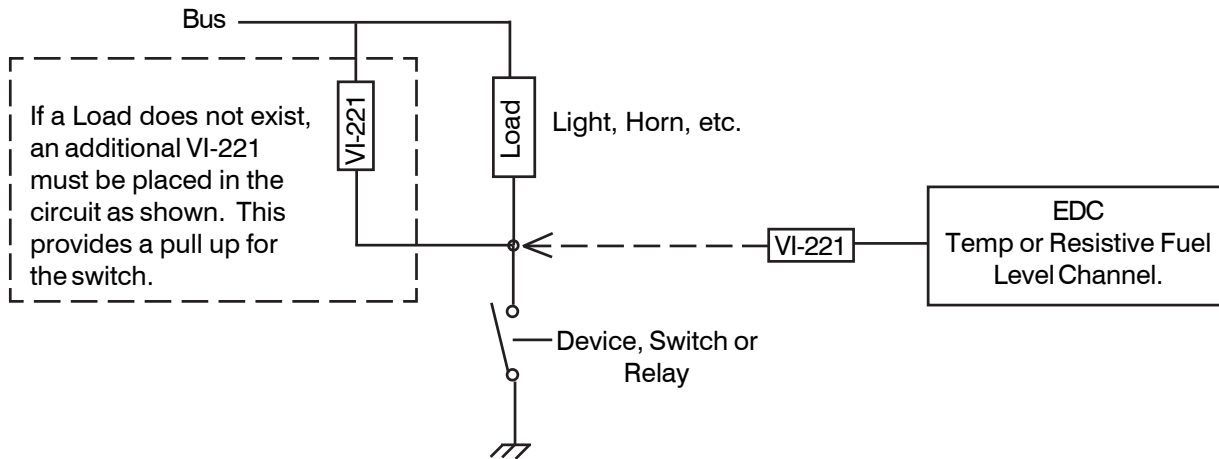 Bus
If a Load does not exist,
an additional VI-221
must be placed in the
circuit as shown. This
provides a pull up for
the switch.
VI-221
Load
Light, Horn, etc.
VI-221
EDC
Temp or Resistive Fuel
Level Channel.
Device, Switch or
Relay